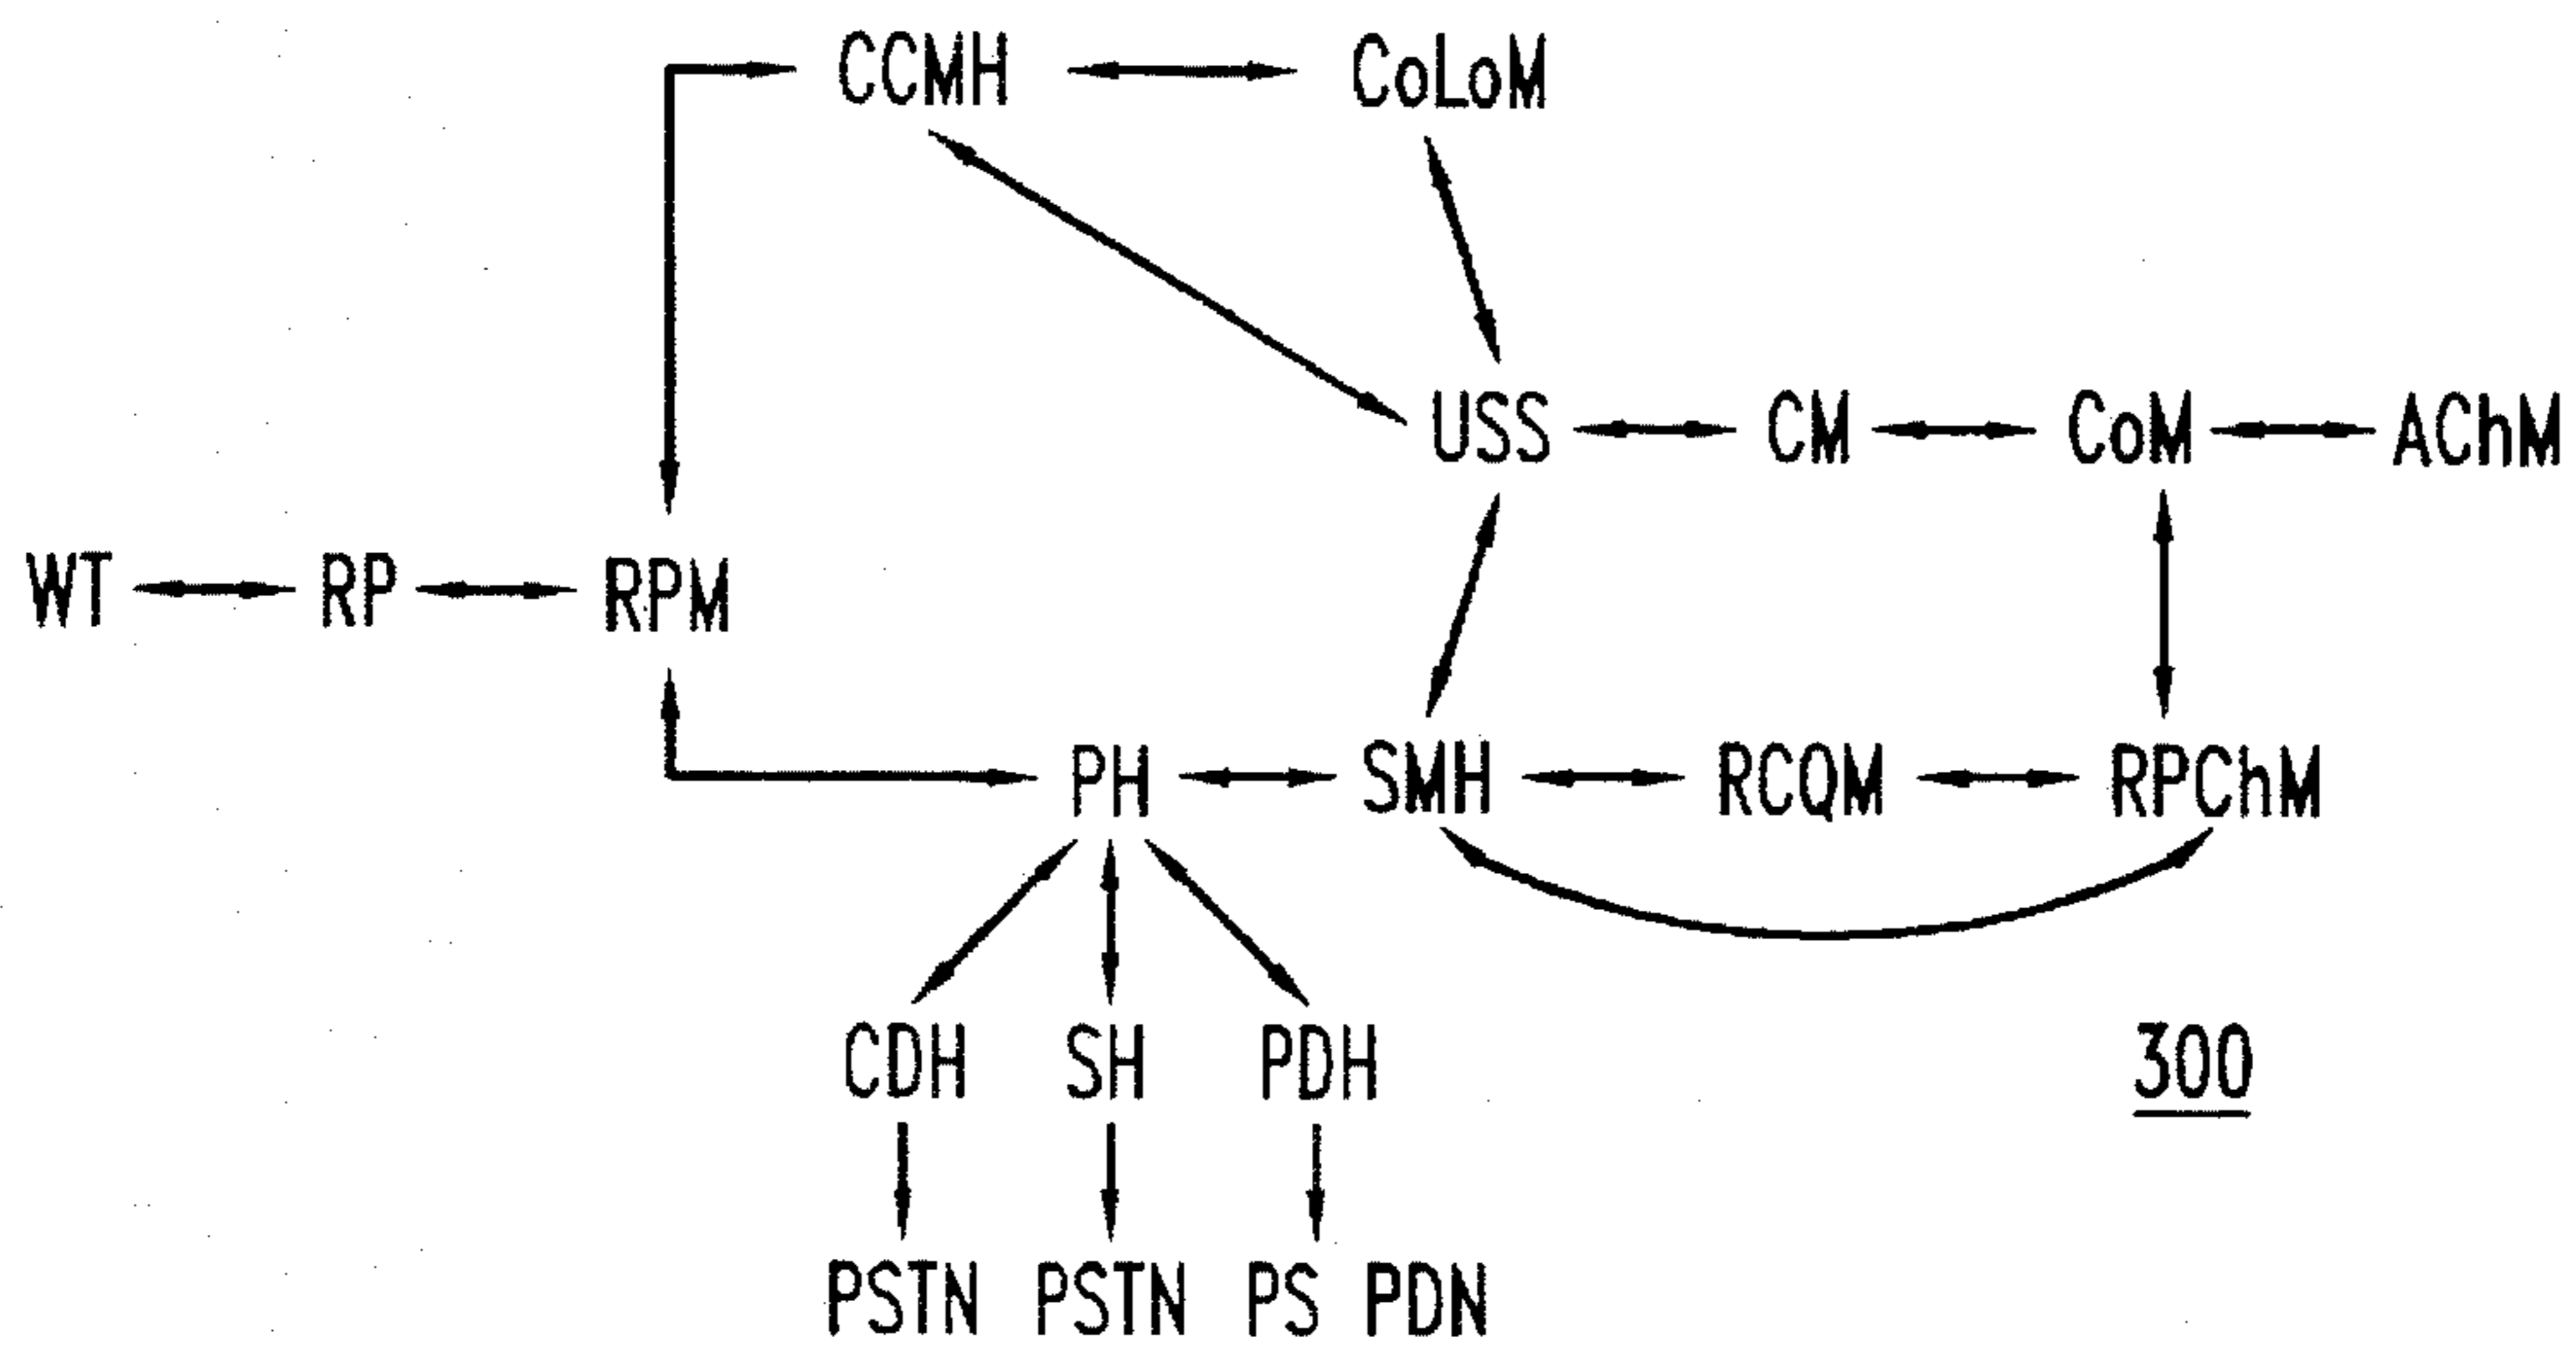 CCMH CoLoM
USS CM CoM AChM
WT RP RPM
PH SMH RCQM RPChM
CDH SH PDH
300
PSTN PSTN PS PDN